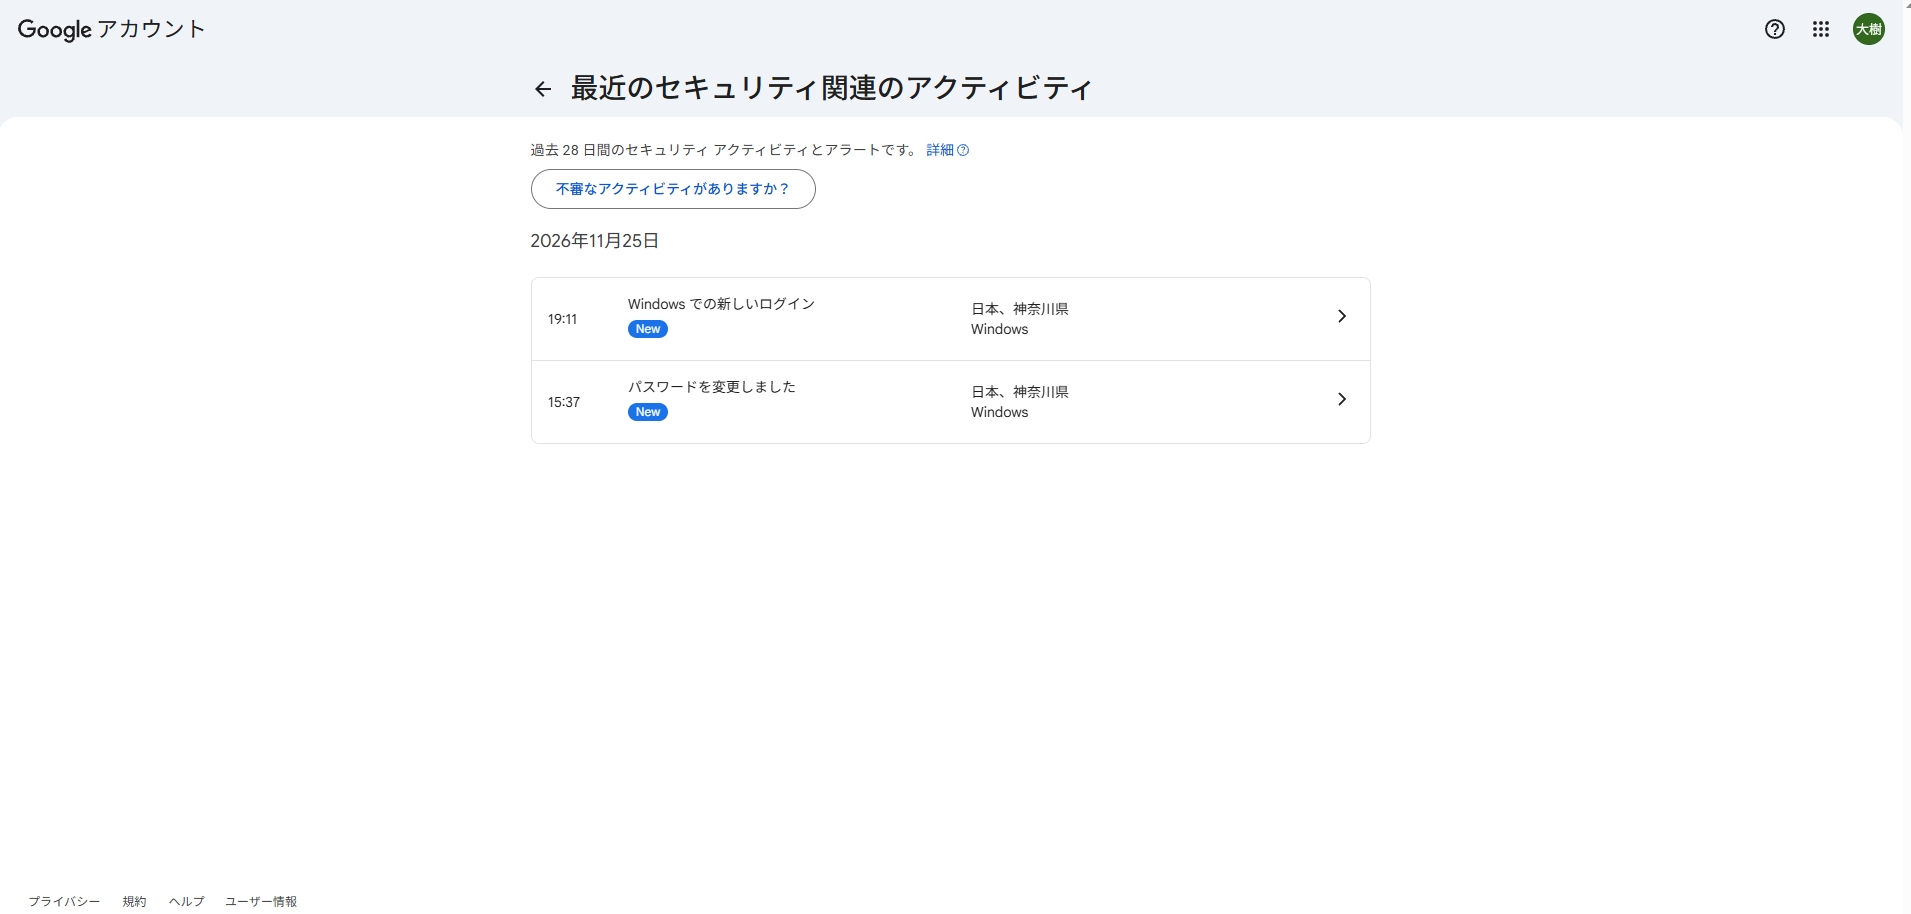 Google アカウント
大樹
最近のセキュリティ関連のアクティビティ
過去 28 日間のセキュリティ アクティビティとアラートです。 詳細
不審なアクティビティがありますか？
2026年11月25日
19:11
Windows での新しいログイン
New
日本、神奈川県
Windows
15:37
パスワードを変更しました
New
日本、神奈川県
Windows
プライバシー 規約 ヘルプ ユーザー情報